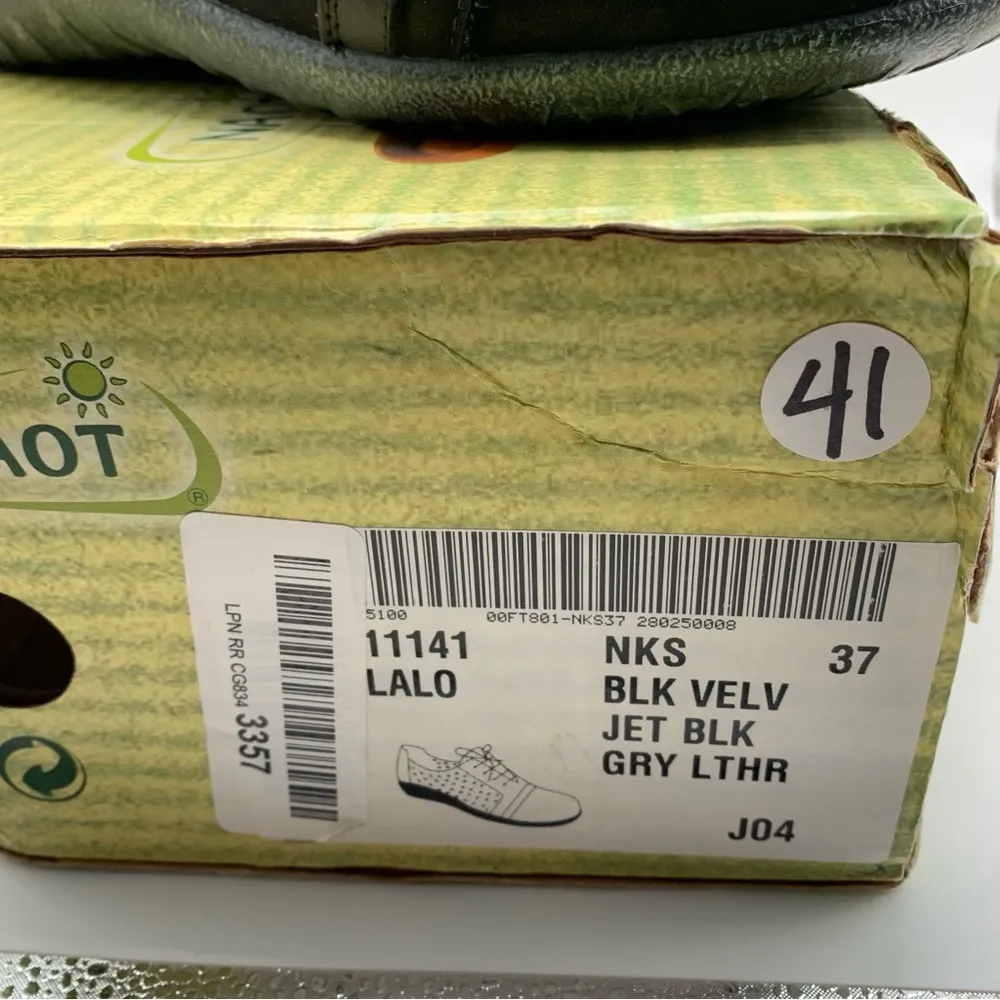 NAOT
AOT
®
41
LPN RR CG834 3357
5100 00FT801-NKS37 280250008
11141 NKS 37
LALO BLK VELV
JET BLK
GRY LTHR
J04